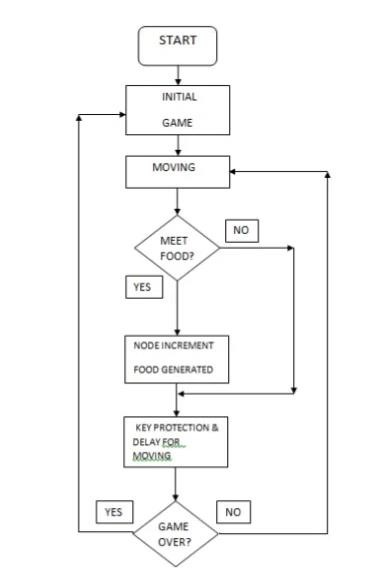 START
INITIAL
GAME
MOVING
MEET
FOOD?
NO
YES
NODE INCREMENT
FOOD GENERATED
KEY PROTECTION &
DELAY FOR
MOVING
YES
NO
GAME
OVER?